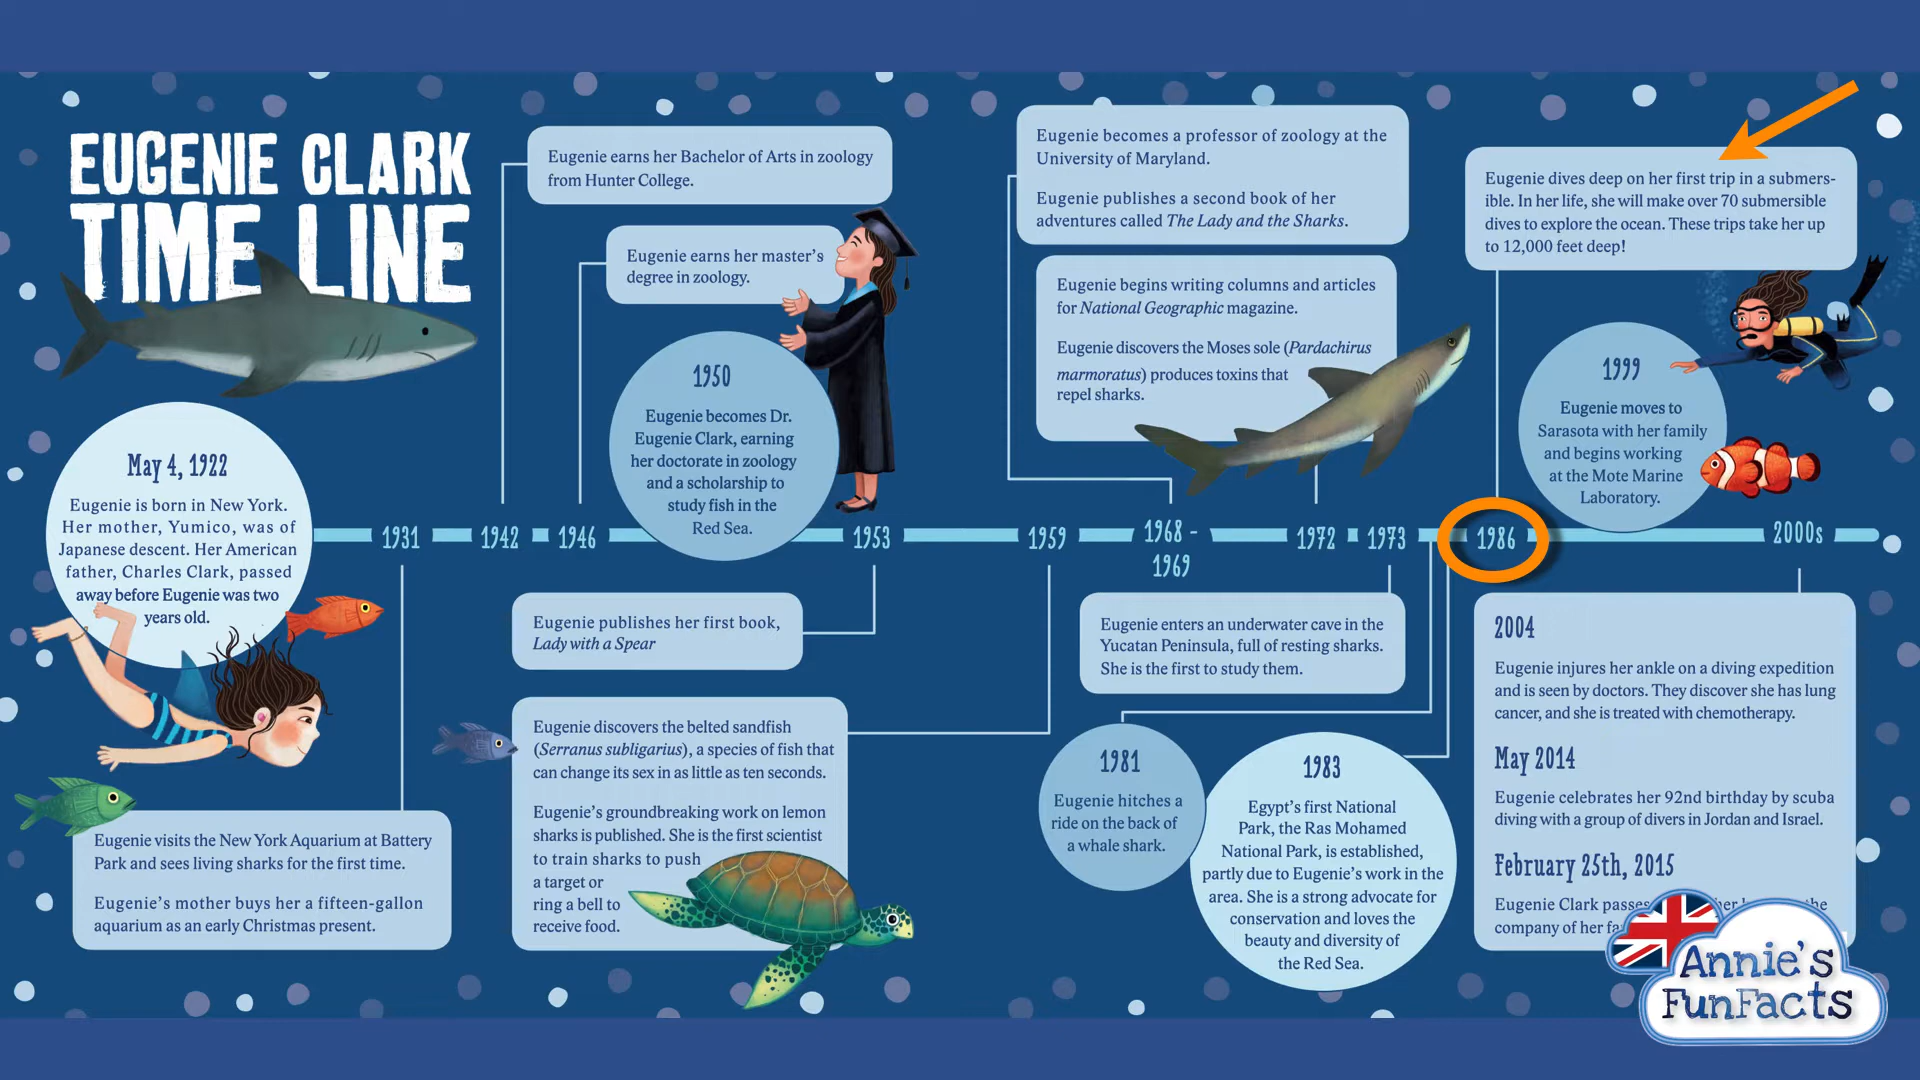 EUGENIE CLARK
TIME LINE
May 4, 1922
Eugenie is born in New York.
Her mother, Yumico, was of
Japanese descent. Her American
father, Charles Clark, passed
away before Eugenie was two
years old.
1931
Eugenie visits the New York Aquarium at Battery
Park and sees living sharks for the first time.
Eugenie's mother buys her a fifteen-gallon
aquarium as an early Christmas present.
1942
Eugenie earns her Bachelor of Arts in zoology
from Hunter College.
1946
Eugenie earns her master's
degree in zoology.
1950
Eugenie becomes Dr.
Eugenie Clark, earning
her doctorate in zoology
and a scholarship to
study fish in the
Red Sea.
1953
Eugenie publishes her first book,
Lady with a Spear
1959
Eugenie discovers the belted sandfish
(Serranus subligarius), a species of fish that
can change its sex in as little as ten seconds.
Eugenie's groundbreaking work on lemon
sharks is published. She is the first scientist
to train sharks to push
a target or
ring a bell to
receive food.
1968 -
1969
Eugenie becomes a professor of zoology at the
University of Maryland.
Eugenie publishes a second book of her
adventures called The Lady and the Sharks.
1972
Eugenie begins writing columns and articles
for National Geographic magazine.
Eugenie discovers the Moses sole (Pardachirus
marmoratus) produces toxins that
repel sharks.
1973
Eugenie enters an underwater cave in the
Yucatan Peninsula, full of resting sharks.
She is the first to study them.
1981
Eugenie hitches a
ride on the back of
a whale shark.
1983
Egypt's first National
Park, the Ras Mohamed
National Park, is established,
partly due to Eugenie's work in the
area. She is a strong advocate for
conservation and loves the
beauty and diversity of
the Red Sea.
1986
Eugenie dives deep on her first trip in a submers-
ible. In her life, she will make over 70 submersible
dives to explore the ocean. These trips take her up
to 12,000 feet deep!
1999
Eugenie moves to
Sarasota with her family
and begins working
at the Mote Marine
Laboratory.
2000s
2004
Eugenie injures her ankle on a diving expedition
and is seen by doctors. They discover she has lung
cancer, and she is treated with chemotherapy.
May 2014
Eugenie celebrates her 92nd birthday by scuba
diving with a group of divers in Jordan and Israel.
February 25th, 2015
Eugenie Clark passes her the
company of her
Annie's
FunFacts